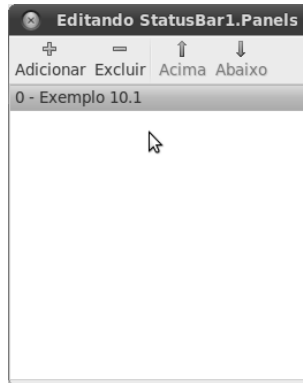 Editando StatusBar1.Panels
Adicionar Excluir Acima Abaixo
0 - Exemplo 10.1